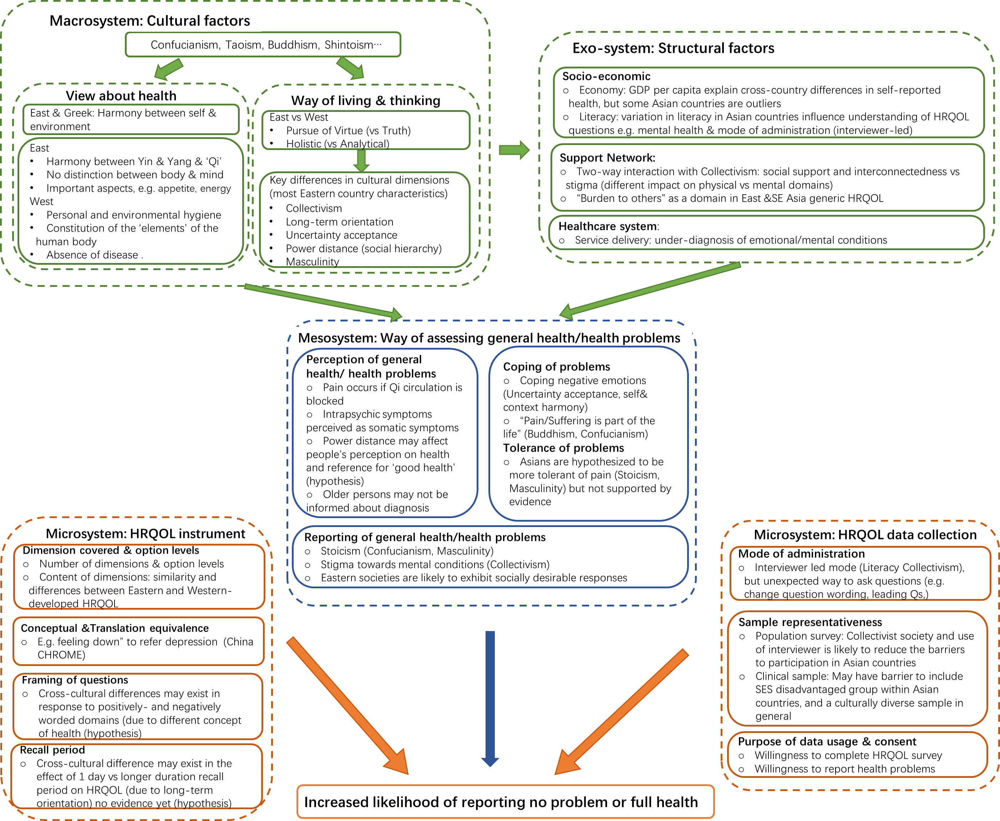 Macrosystem: Cultural factors
Confucianism, Taoism, Buddhism, Shintoism…
View about health
East & Greek: Harmony between self &
environment
East
• Harmony between Yin & Yang & ‘Qi’
• No distinction between body & mind
• Important aspects, e.g. appetite, energy
West
• Personal and environmental hygiene
• Constitution of the ‘elements’ of the
human body
• Absence of disease .
Way of living & thinking
East vs West
• Pursue of Virtue (vs Truth)
• Holistic (vs Analytical)
Key differences in cultural dimensions
(most Eastern country characteristics)
• Collectivism
• Long-term orientation
• Uncertainty acceptance
• Power distance (social hierarchy)
• Masculinity
Exo-system: Structural factors
Socio-economic
○ Economy: GDP per capita explain cross-country differences in self-reported
health, but some Asian countries are outliers
○ Literacy: variation in literacy in Asian countries influence understanding of HRQOL
questions e.g. mental health & mode of administration (interviewer-led)
Support Network:
○ Two-way interaction with Collectivism: social support and interconnectedness vs
stigma (different impact on physical vs mental domains)
○ “Burden to others” as a domain in East &SE Asia generic HRQOL
Healthcare system:
○ Service delivery: under-diagnosis of emotional/mental conditions
Mesosystem: Way of assessing general health/health problems
Perception of general
health/ health problems
○ Pain occurs if Qi circulation is
blocked
○ Intrapsychic symptoms
perceived as somatic symptoms
○ Power distance may affect
people’s perception on health
and reference for ‘good health’
(hypothesis)
○ Older persons may not be
informed about diagnosis
Coping of problems
○ Coping negative emotions
(Uncertainty acceptance, self&
context harmony)
○ “Pain/Suffering is part of the
life” (Buddhism, Confucianism)
Tolerance of problems
○ Asians are hypothesized to be
more tolerant of pain (Stoicism,
Masculinity) but not supported by
evidence
Reporting of general health/health problems
○ Stoicism (Confucianism, Masculinity)
○ Stigma towards mental conditions (Collectivism)
○ Eastern societies are likely to exhibit socially desirable responses
Microsystem: HRQOL instrument
Dimension covered & option levels
○ Number of dimensions & option levels
○ Content of dimensions: similarity and
differences between Eastern and Western-
developed HRQOL
Conceptual &Translation equivalence
○ E.g. feeling down” to refer depression (China
CHROME)
Framing of questions
○ Cross-cultural differences may exist in
response to positively- and negatively
worded domains (due to different concept
of health (hypothesis)
Recall period
○ Cross-cultural difference may exist in the
effect of 1 day vs longer duration recall
period on HRQOL (due to long-term
orientation) no evidence yet (hypothesis)
Microsystem: HRQOL data collection
Mode of administration
○ Interviewer led mode (Literacy Collectivism),
but unexpected way to ask questions (e.g.
change question wording, leading Qs,)
Sample representativeness
○ Population survey: Collectivist society and use
of interviewer is likely to reduce the barriers
to participation in Asian countries
○ Clinical sample: May have barrier to include
SES disadvantaged group within Asian
countries, and a culturally diverse sample in
general
Purpose of data usage & consent
○ Willingness to complete HRQOL survey
○ Willingness to report health problems
Increased likelihood of reporting no problem or full health